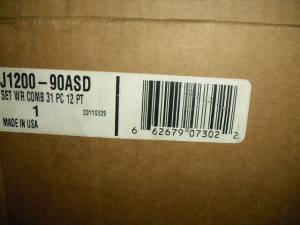 J1200-90ASD
SET WR COMB 31 PC 12 PT
1
20110329
MADE IN USA
6 62679 07302 2